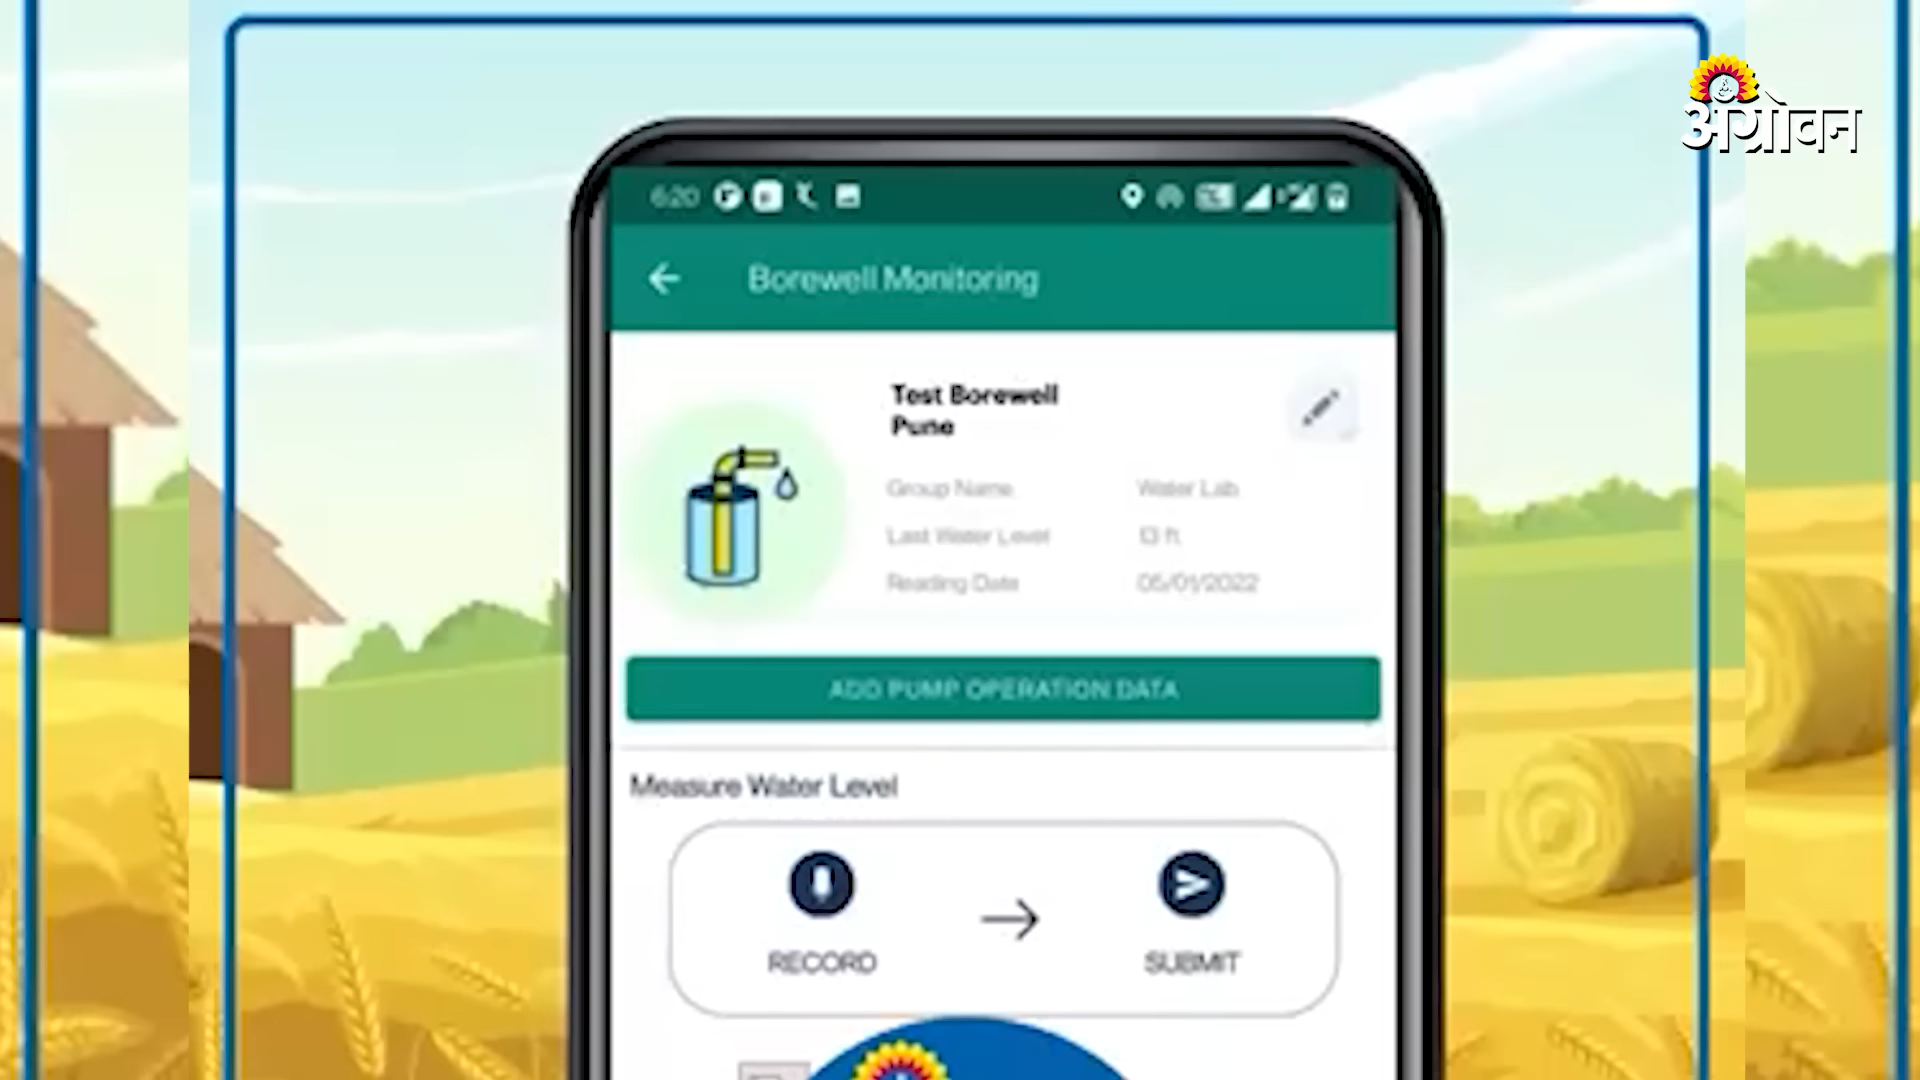 अॅग्रोवन
6:20
Borewell Monitoring
Test Borewell
Pune
Group Name Water Lab
Last Water Level 13 ft
Reading Date 05/01/2022
ADD PUMP OPERATION DATA
Measure Water Level
RECORD
SUBMIT